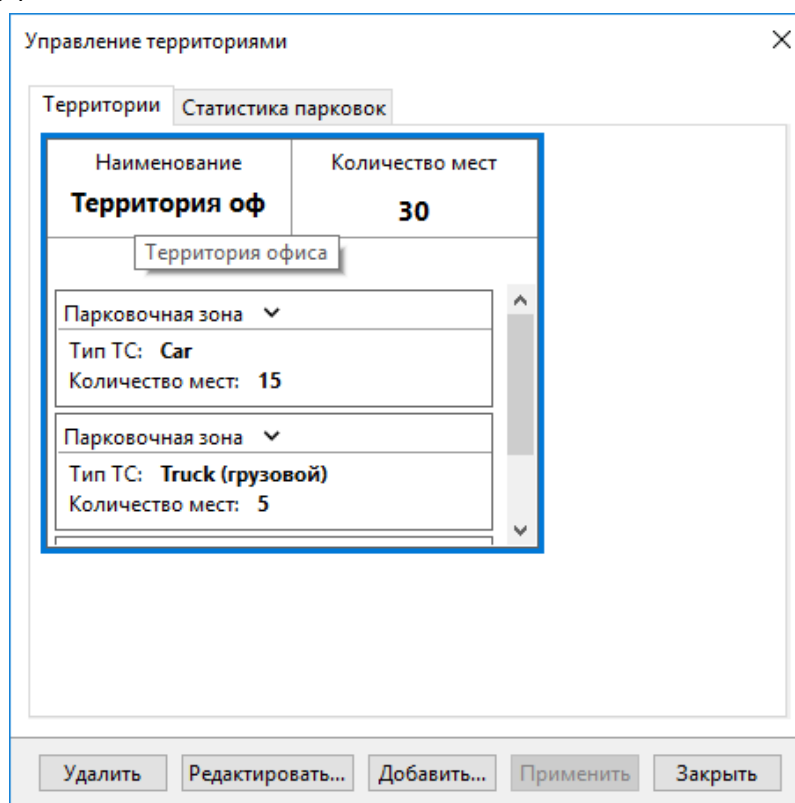 Управление территориями
Территории Статистика парковок
Наименование Количество мест
Территория оф 30
Территория офиса
Парковочная зона
Тип ТС: Car
Количество мест: 15
Парковочная зона
Тип ТС: Truck (грузовой)
Количество мест: 5
Удалить Редактировать... Добавить... Применить Закрыть